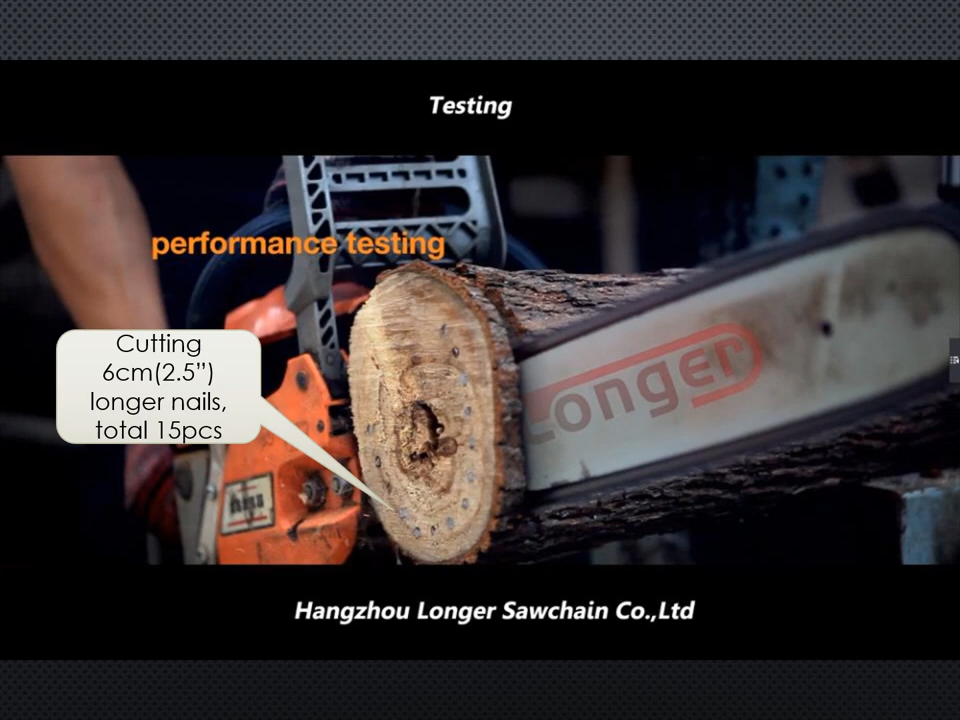 Testing
performance testing
Cutting
6cm(2.5”)
longer nails,
total 15pcs
Longer
Hangzhou Longer Sawchain Co.,Ltd